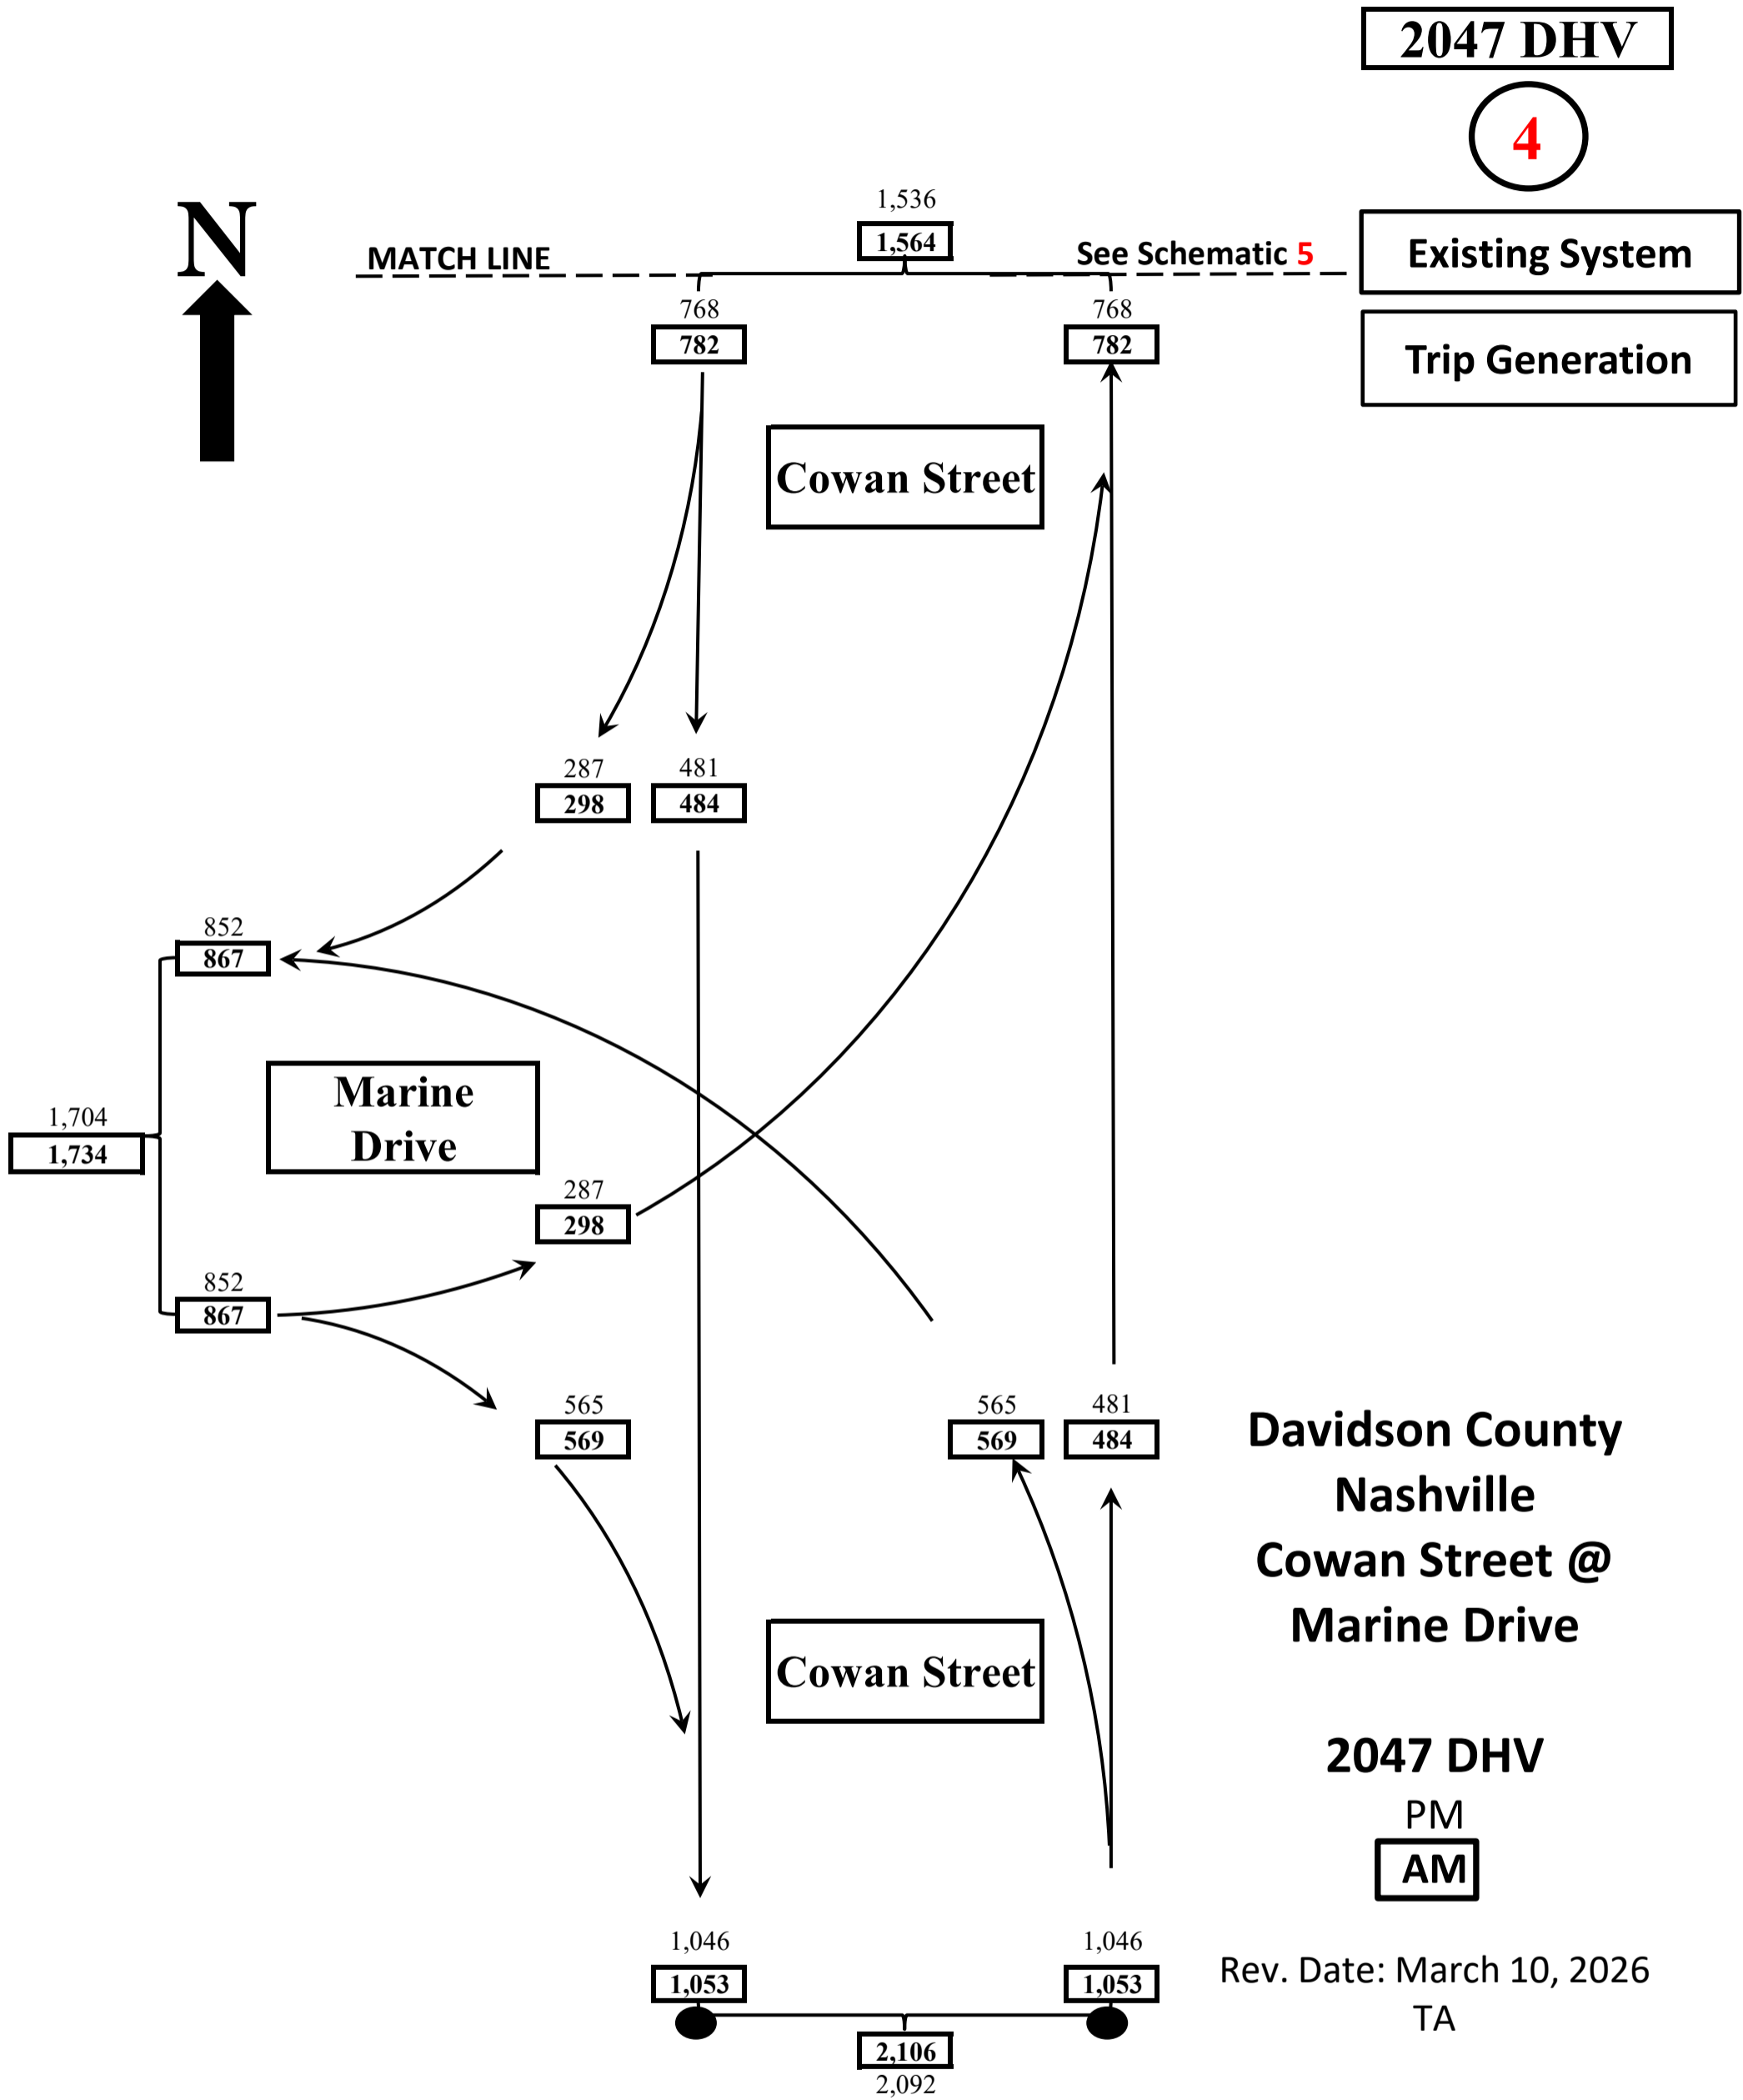 2047 DHV
4
N
1,536
1,564
MATCH LINE
See Schematic 5
Existing System
768
782
768
782
Trip Generation
Cowan Street
287
298
481
484
852
867
Marine
Drive
1,704
1,734
287
298
852
867
565
569
565
569
481
484
Davidson County
Nashville
Cowan Street @
Marine Drive
Cowan Street
2047 DHV
PM
AM
1,046
1,053
1,046
1,053
Rev. Date: March 10, 2026
TA
2,106
2,092